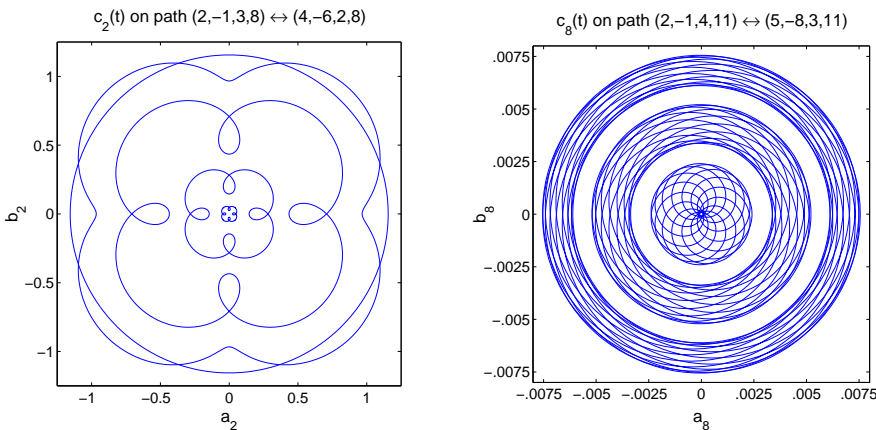 c₂(t) on path (2,−1,3,8) ↔ (4,−6,2,8)
1
0.5
0
−0.5
−1
b₂
−1 −0.5 0 0.5 1
a₂
c₈(t) on path (2,−1,4,11) ↔ (5,−8,3,11)
.0075
.005
.0025
0
−.0025
−.005
−.0075
b₈
−.0075 −.005 −.0025 0 .0025 .005 .0075
a₈